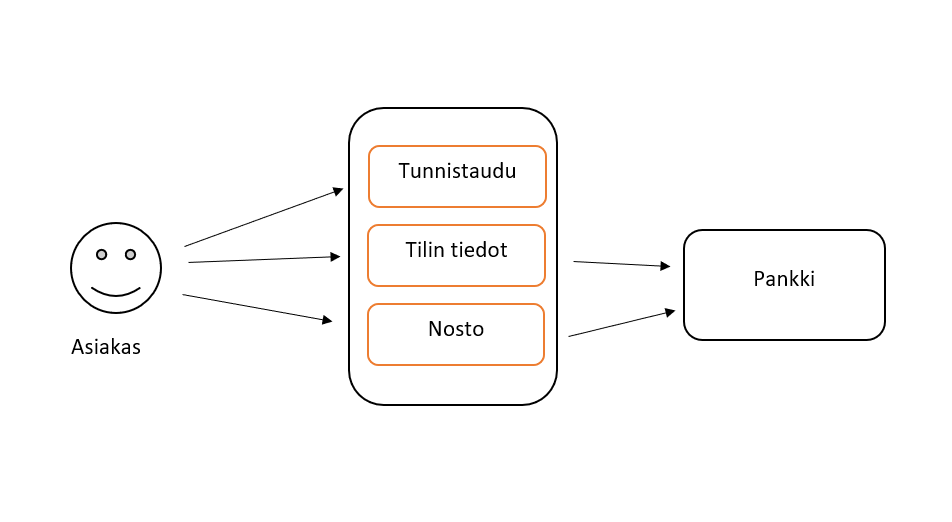 Tunnistaudu
Tilin tiedot
Nosto
Asiakas
Pankki